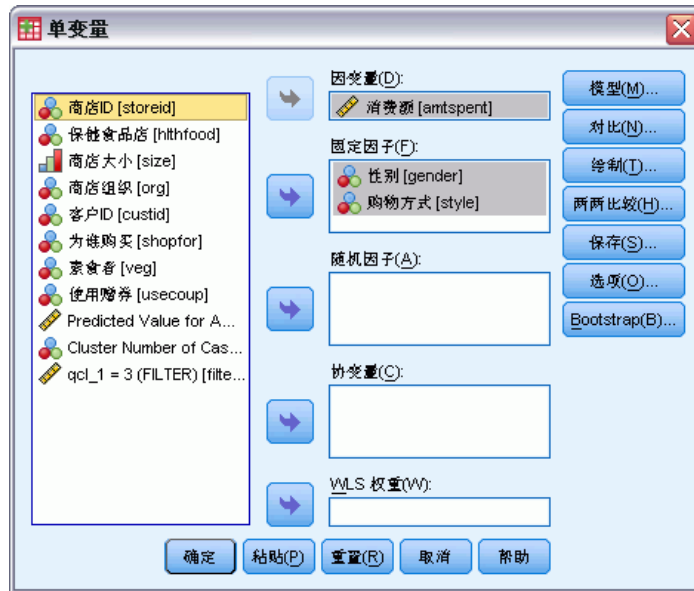 单变量
商店ID [storeid]
保健食品店 [hlthfood]
商店大小 [size]
商店组织 [org]
客户ID [custid]
为谁购买 [shopfor]
素食者 [veg]
使用赠券 [usecoup]
Predicted Value for A...
Cluster Number of Cas...
qcl_1 = 3 (FILTER) [filte...
因变量(D):
消费额 [amtspent]
固定因子(F):
性别 [gender]
购物方式 [style]
随机因子(A):
协变量(C):
WLS 权重(W):
模型(M)...
对比(N)...
绘制(T)...
两两比较(H)...
保存(S)...
选项(O)...
Bootstrap(B)...
确定
粘贴(P)
重置(R)
取消
帮助